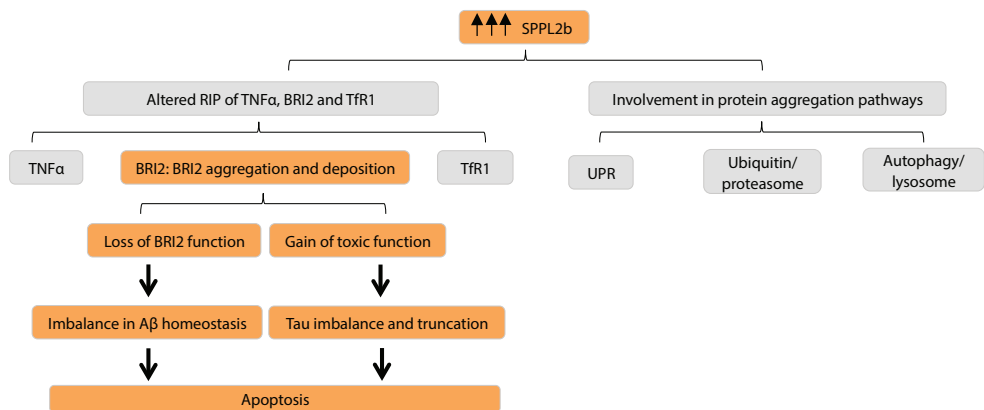 SPPL2b
Altered RIP of TNFα, BRI2 and TfR1
Involvement in protein aggregation pathways
TNFα
BRI2: BRI2 aggregation and deposition
TfR1
UPR
Ubiquitin/
proteasome
Autophagy/
lysosome
Loss of BRI2 function
Gain of toxic function
Imbalance in Aβ homeostasis
Tau imbalance and truncation
Apoptosis